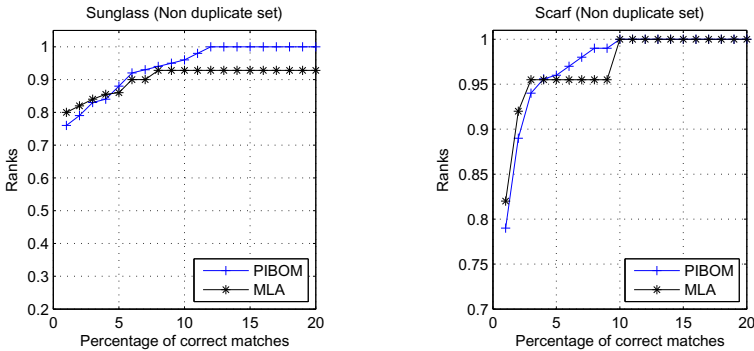 Sunglass (Non duplicate set)
1
0.9
0.8
0.7
0.6
0.5
0.4
0.3
0.2
Ranks
0 5 10 15 20
Percentage of correct matches
PIBOM
MLA
Scarf (Non duplicate set)
1
0.95
0.9
0.85
0.8
0.75
0.7
Ranks
0 5 10 15 20
Percentage of correct matches
PIBOM
MLA